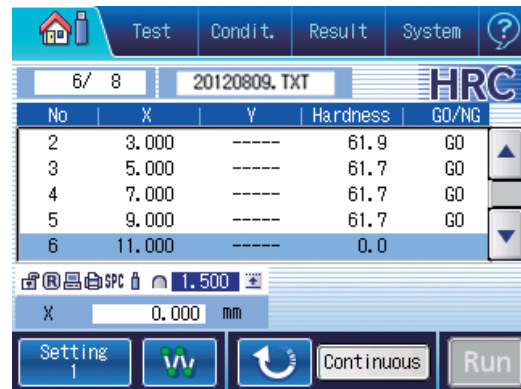 Test Condit. Result System ?
6/ 8 20120809.TXT HRC
No X Y Hardness GO/NG
2 3.000 ----- 61.9 GO
3 5.000 ----- 61.7 GO
4 7.000 ----- 61.7 GO
5 9.000 ----- 61.7 GO
6 11.000 ----- 0.0
R SPC 1.500
X 0.000 mm
Setting
1 Continuous Run